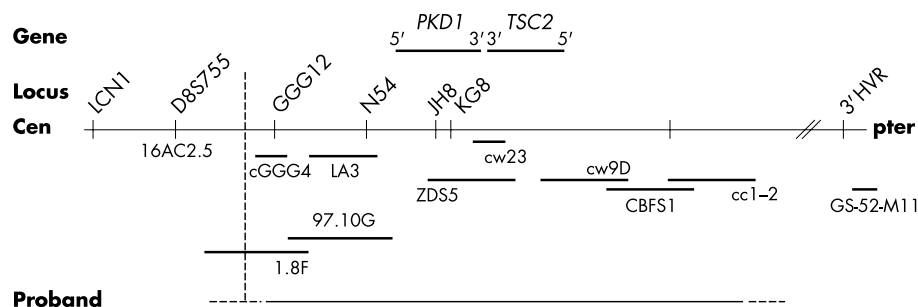 Gene 5′ PKD1 3′ 3′ TSC2 5′
Locus LCN1 D8S755 GGG12 N54 JH8 KG8 3′ HVR
Cen pter
16AC2.5
cGGG4 LA3 cw23
ZDS5 cw9D CBFS1 cc1–2 GS-52-M11
97.10G
1.8F
Proband